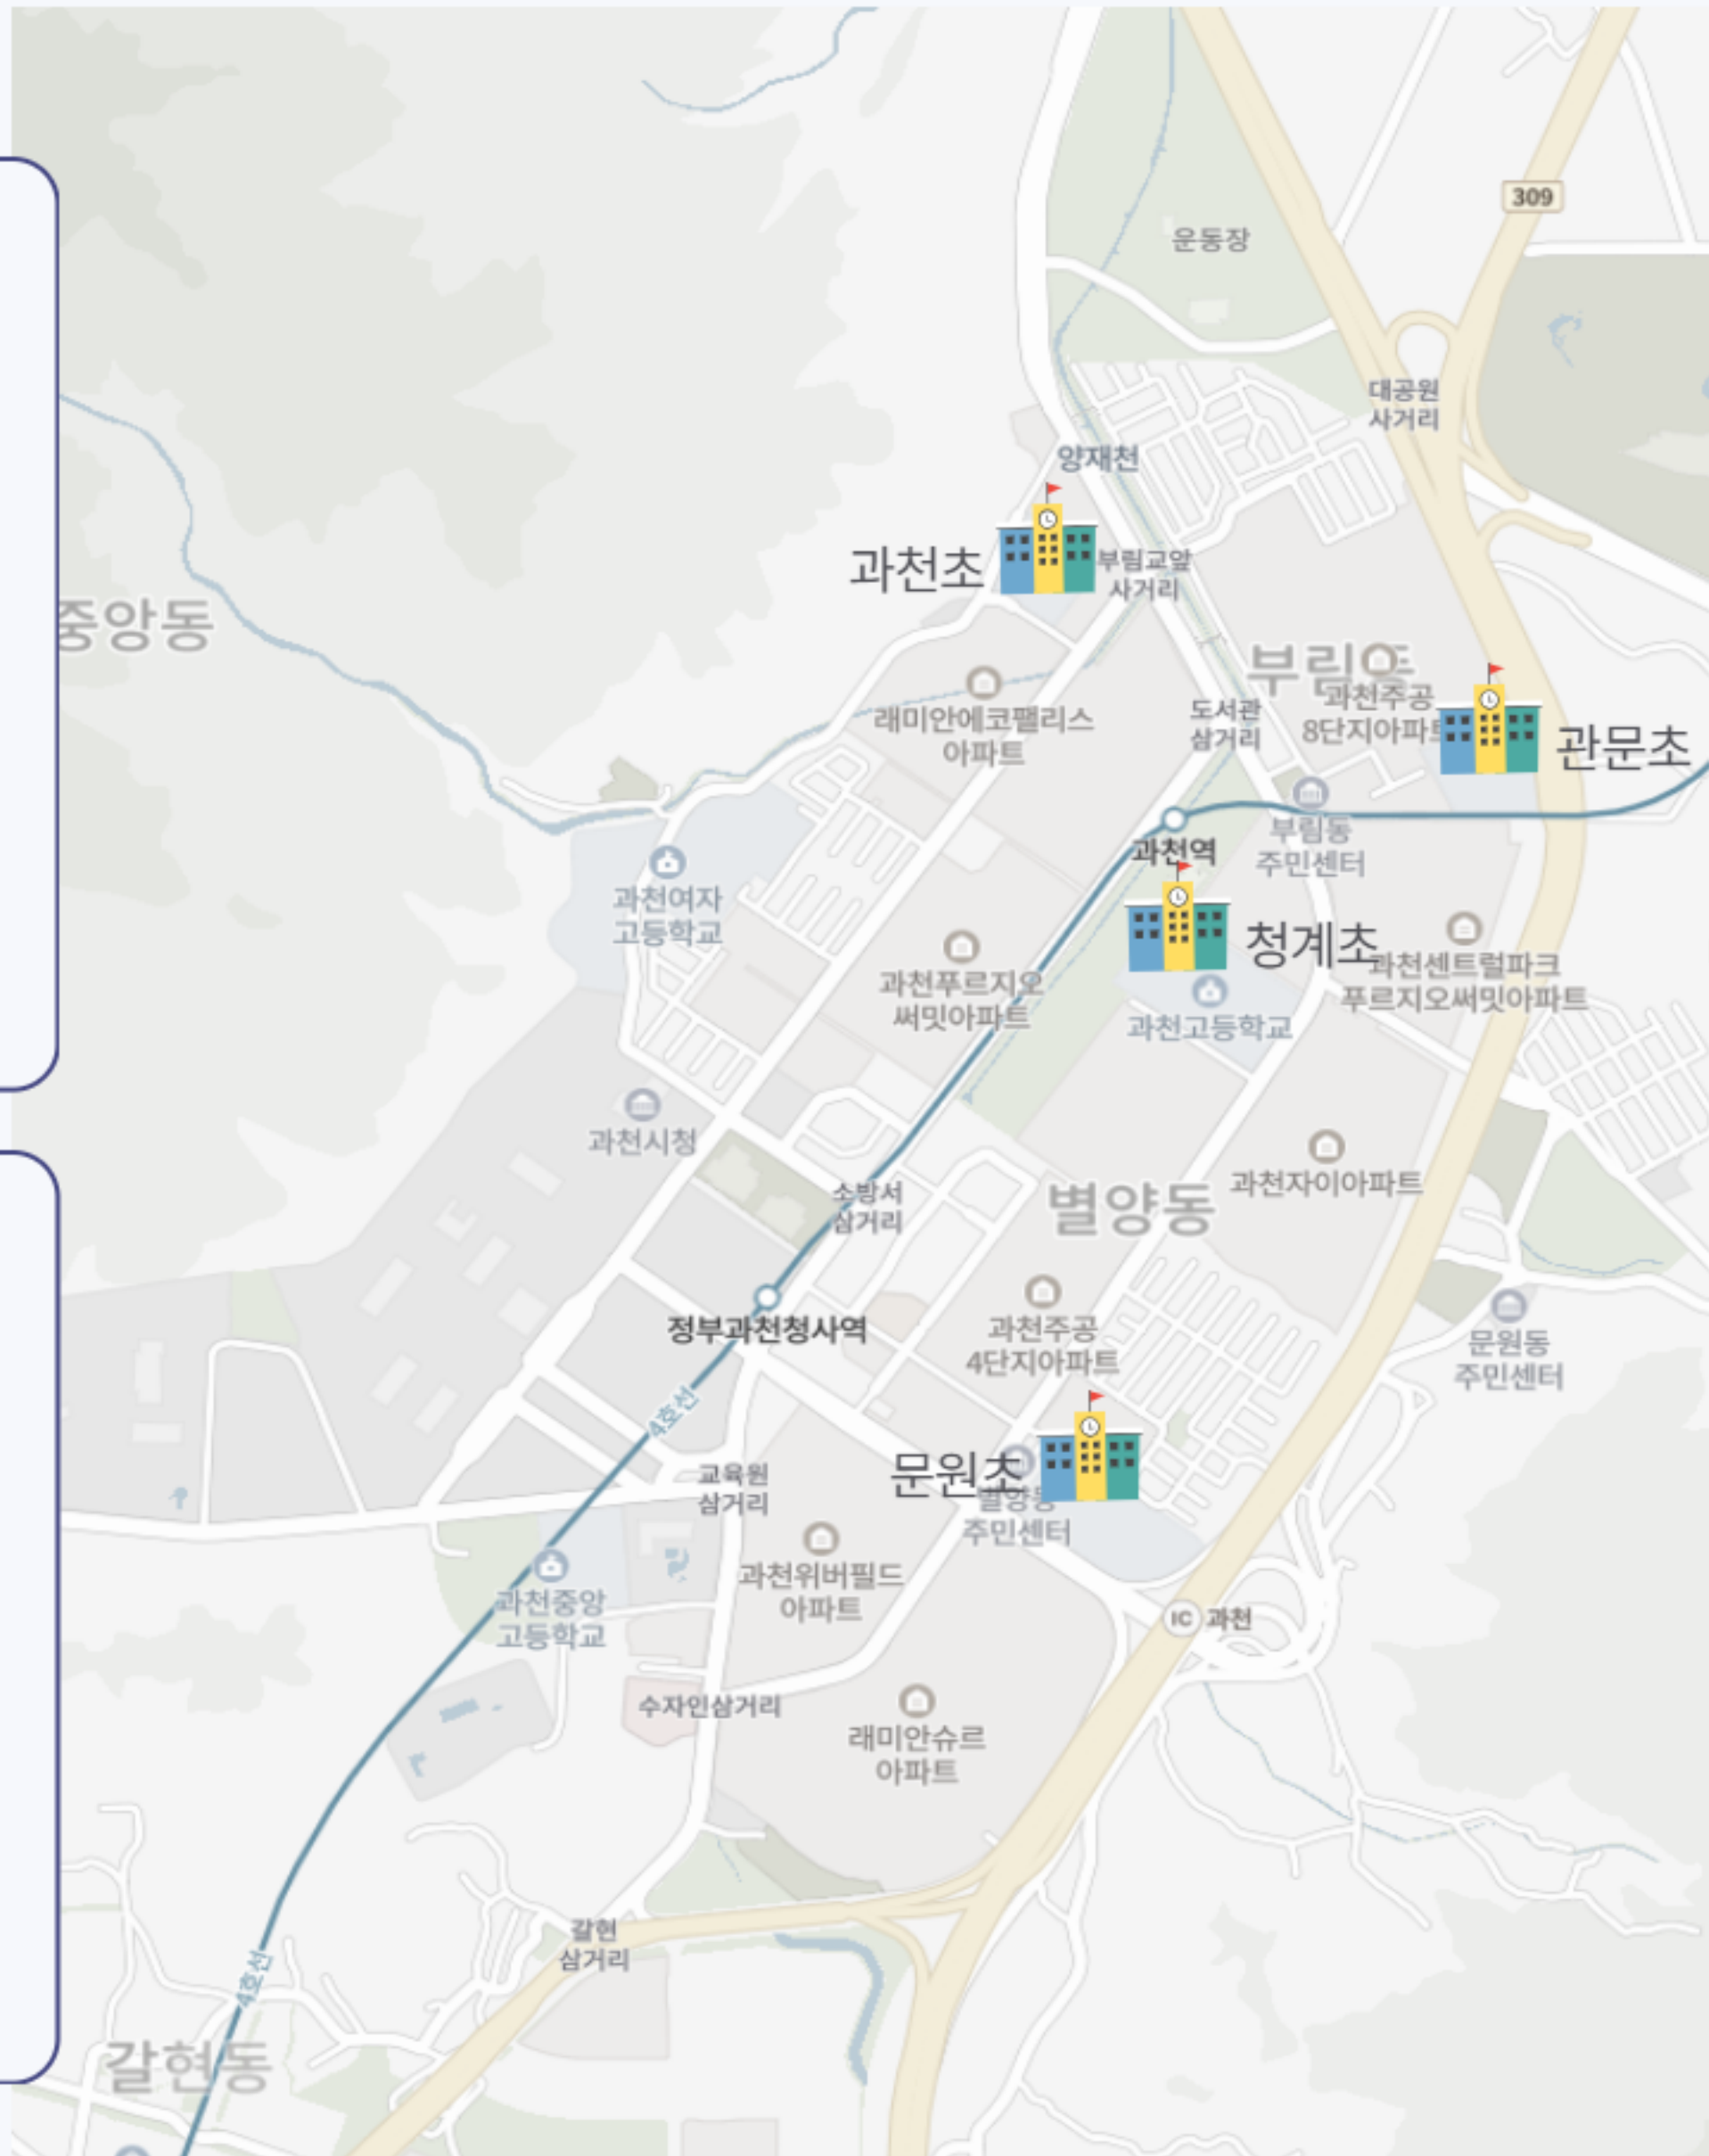 309
운동장
대공원
사거리
양재천
과천초
부림교앞
사거리
중앙동
부림동
과천주공
8단지아파트
관문초
래미안에코팰리스
아파트
도서관
삼거리
과천역
부림동
주민센터
과천여자
고등학교
청계초
과천센트럴파크
푸르지오써밋아파트
과천푸르지오
써밋아파트
과천고등학교
과천시청
과천자이아파트
소방서
삼거리
별양동
정부과천청사역
과천주공
4단지아파트
문원동
주민센터
4호선
교육원
삼거리
문원초
별양동
주민센터
과천위버필드
아파트
과천중앙
고등학교
IC 과천
수자인삼거리
래미안슈르
아파트
갈현
삼거리
4호선
갈현동